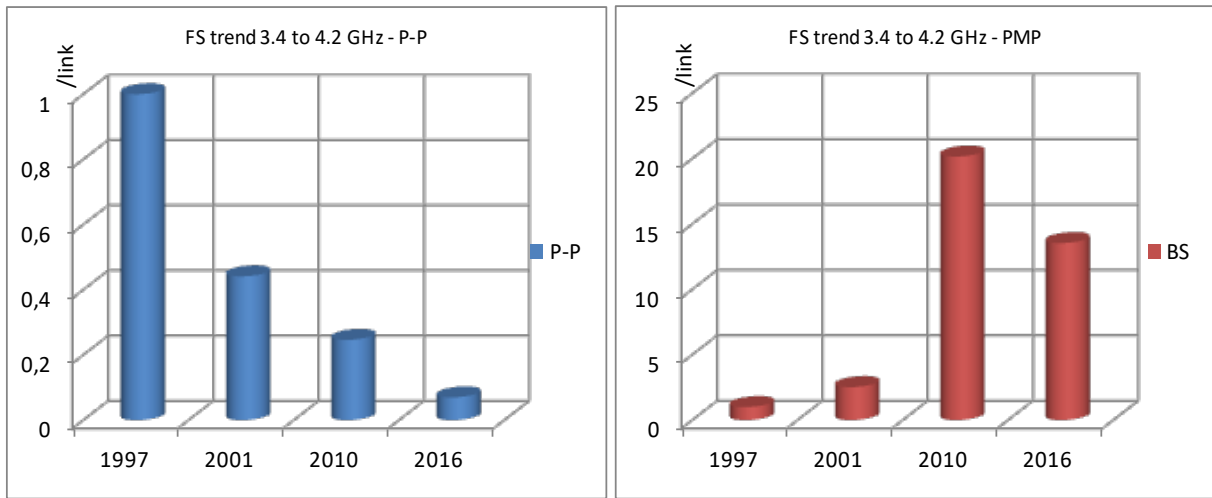 FS trend 3.4 to 4.2 GHz - P-P
/link
1
0,8
0,6
0,4
0,2
0
1997 2001 2010 2016
P-P
FS trend 3.4 to 4.2 GHz - PMP
/link
25
20
15
10
5
0
1997 2001 2010 2016
BS